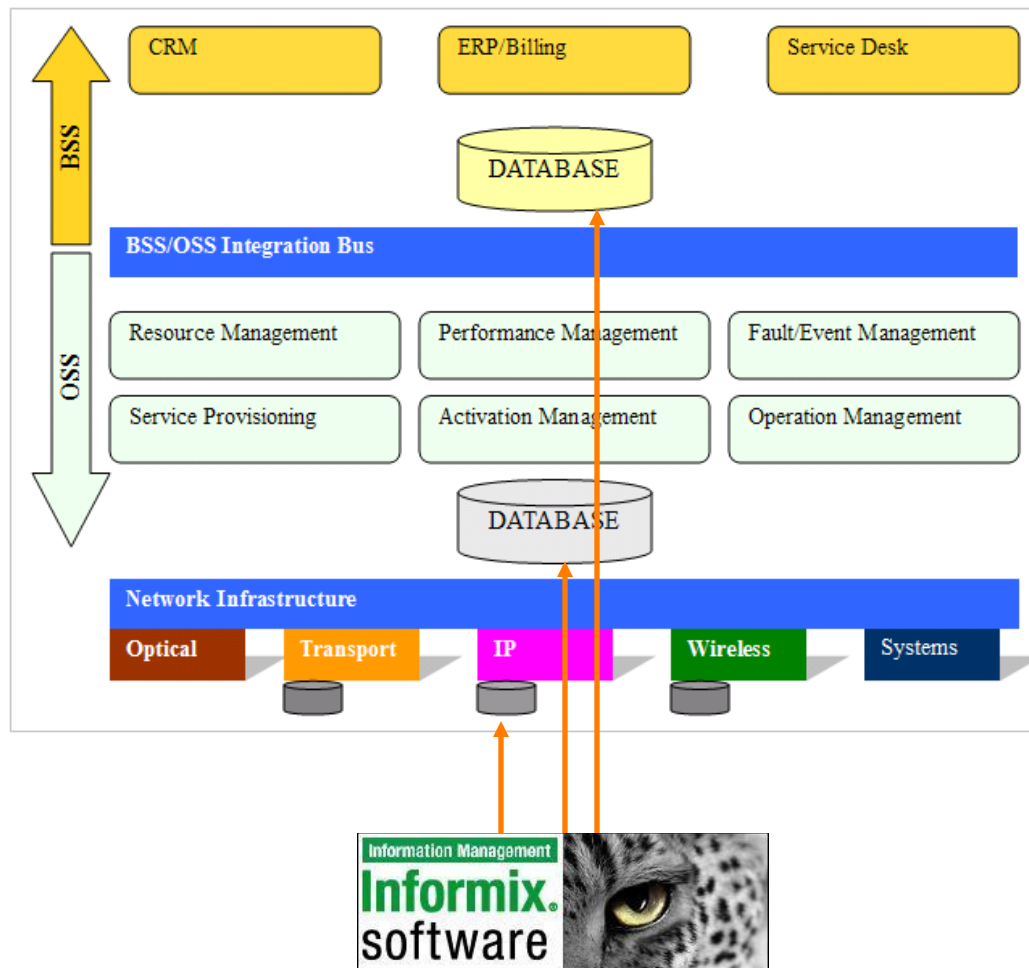 CRM
ERP/Billing
Service Desk
BSS
DATABASE
BSS/OSS Integration Bus
OSS
Resource Management
Performance Management
Fault/Event Management
Service Provisioning
Activation Management
Operation Management
DATABASE
Network Infrastructure
Optical
Transport
IP
Wireless
Systems
Information Management
Informix®
software